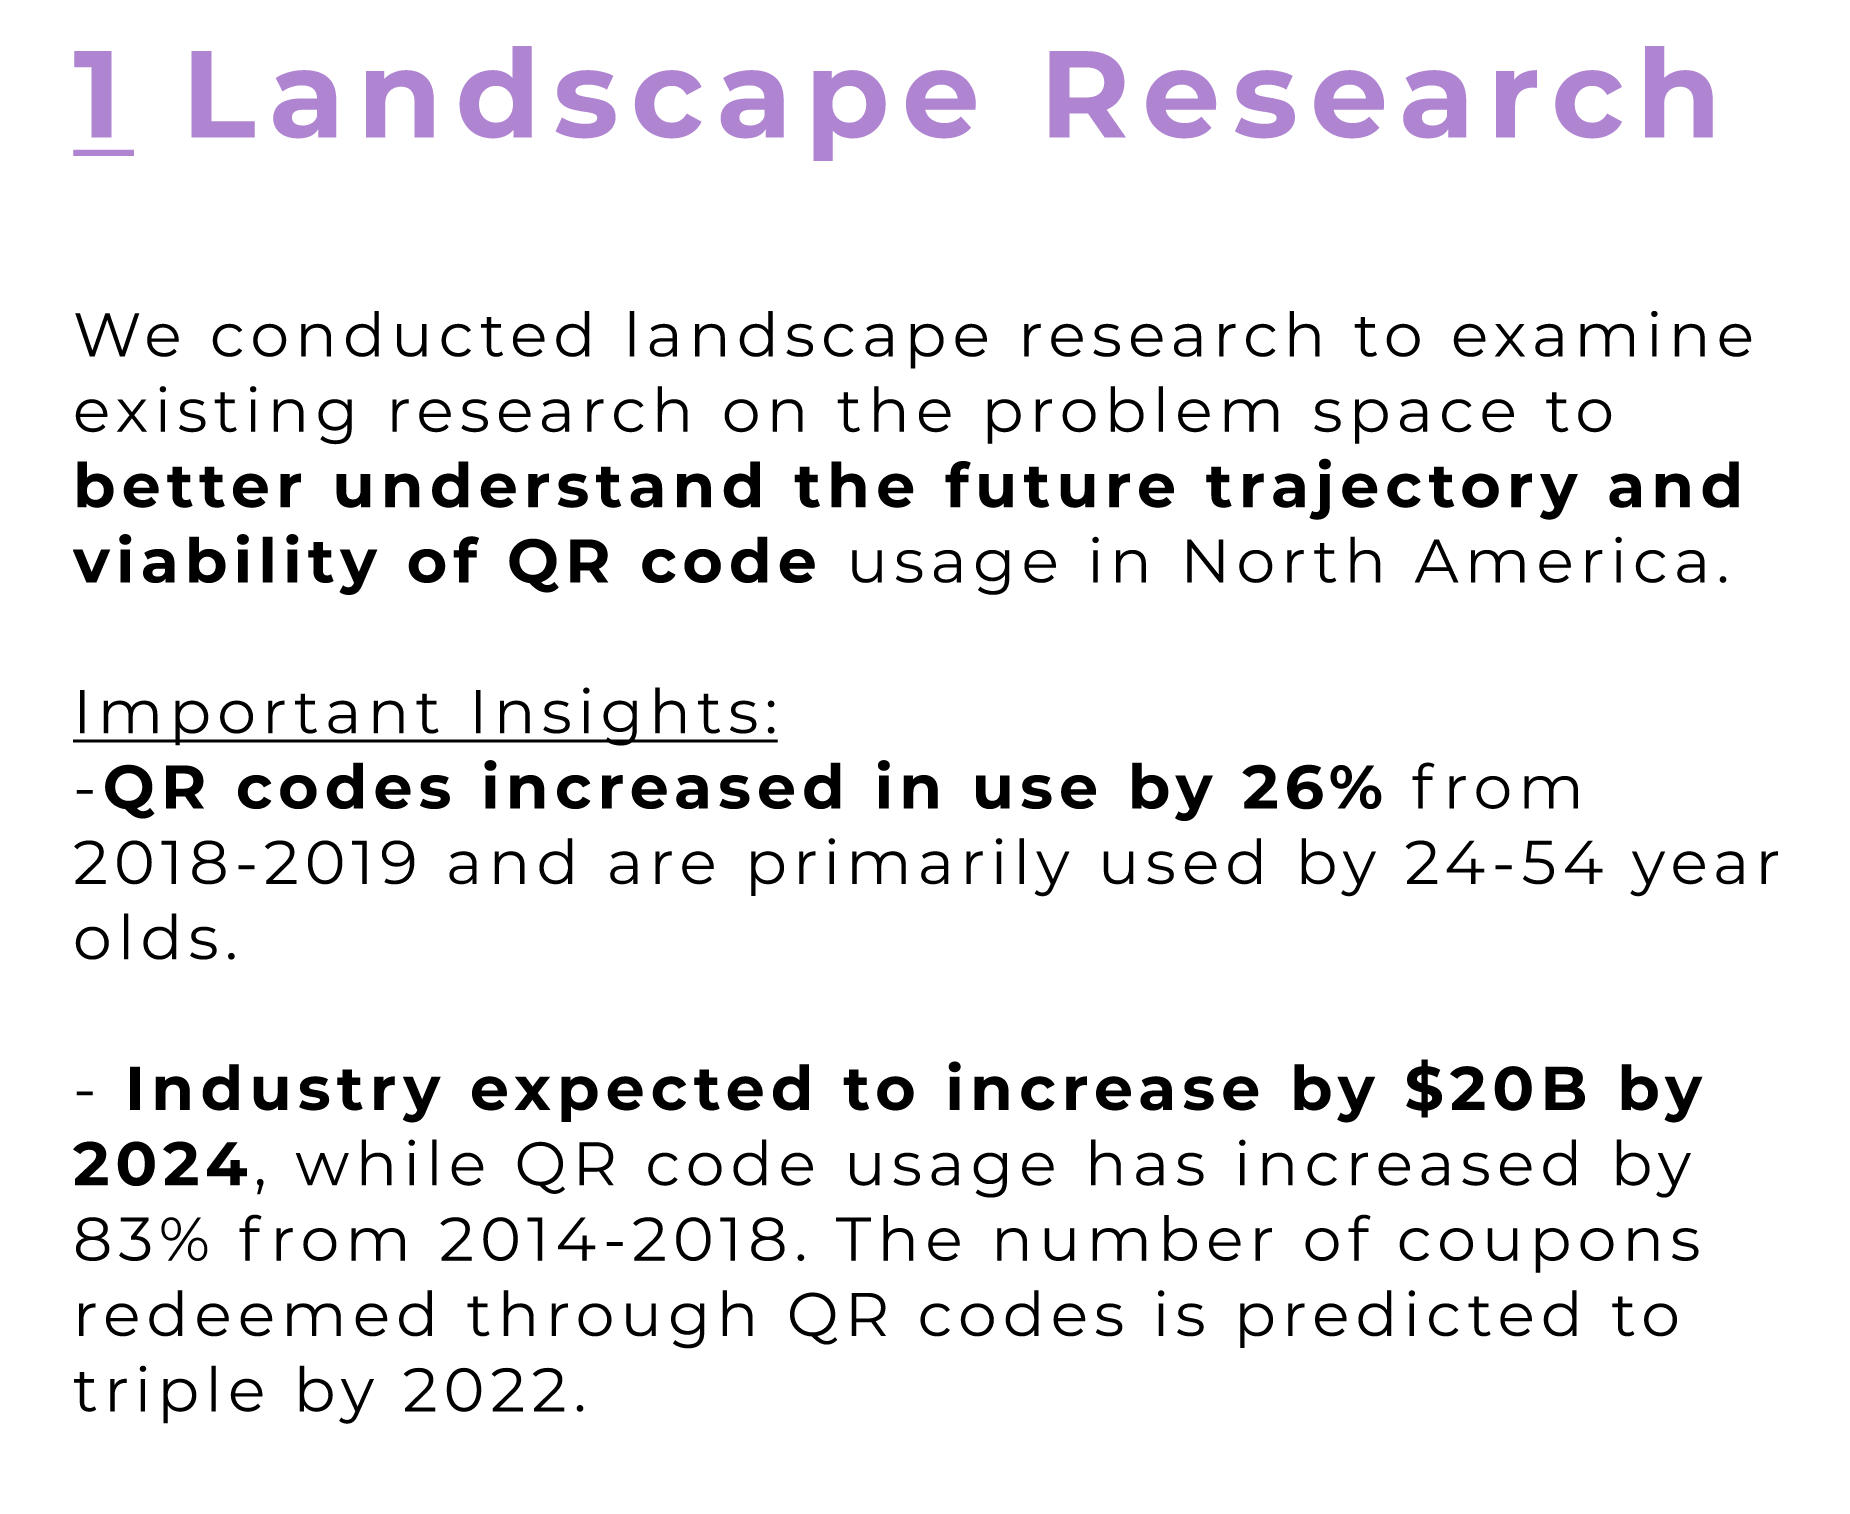 1 Landscape Research
We conducted landscape research to examine
existing research on the problem space to
better understand the future trajectory and
viability of QR code usage in North America.
Important Insights:
-QR codes increased in use by 26% from
2018-2019 and are primarily used by 24-54 year
olds.
- Industry expected to increase by $20B by
2024, while QR code usage has increased by
83% from 2014-2018. The number of coupons
redeemed through QR codes is predicted to
triple by 2022.